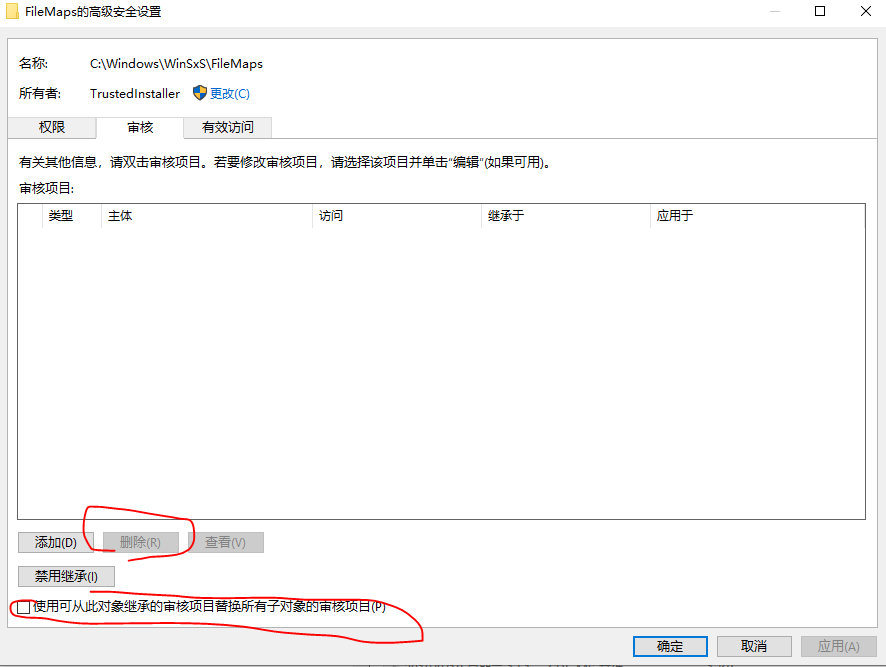 FileMaps的高级安全设置
名称: C:\Windows\WinSxS\FileMaps
所有者: TrustedInstaller 更改(C)
权限 审核 有效访问
有关其他信息，请双击审核项目。若要修改审核项目，请选择该项目并单击“编辑”(如果可用)。
审核项目:
类型 主体 访问 继承于 应用于
添加(D) 删除(R) 查看(V)
禁用继承(I)
使用可从此对象继承的审核项目替换所有子对象的审核项目(P)
确定 取消 应用(A)